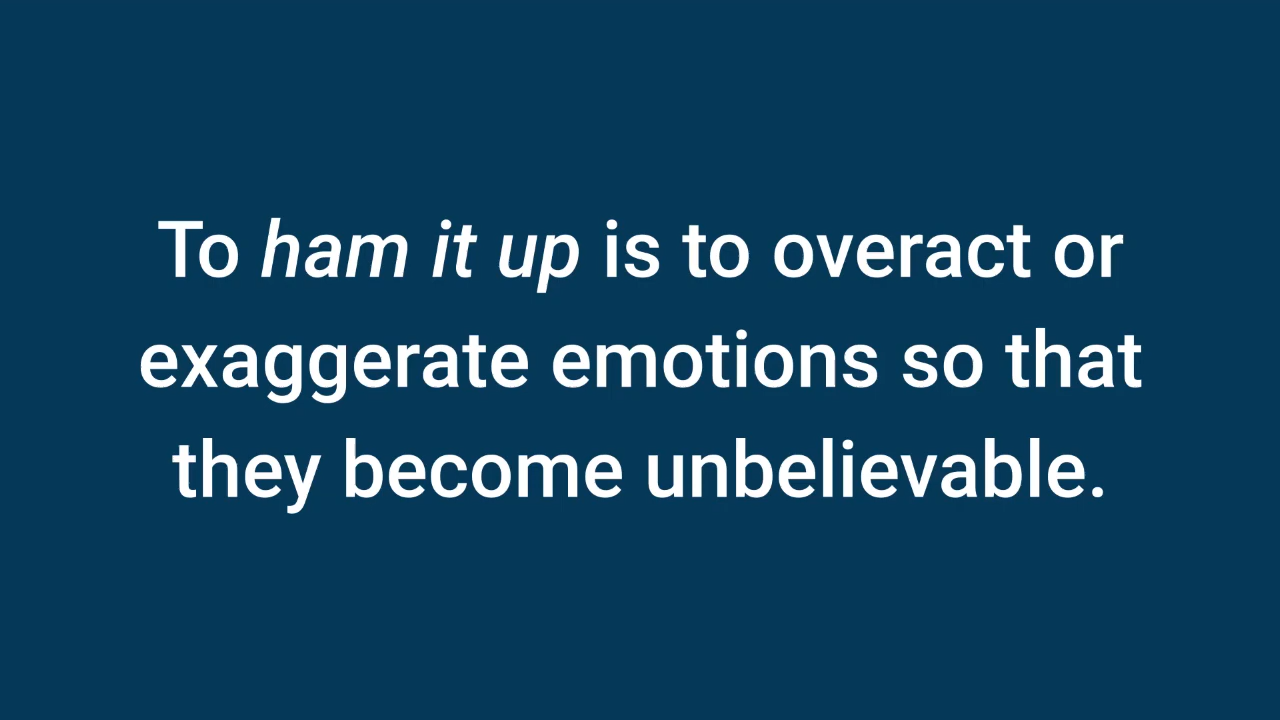 To ham it up is to overact or
exaggerate emotions so that
they become unbelievable.